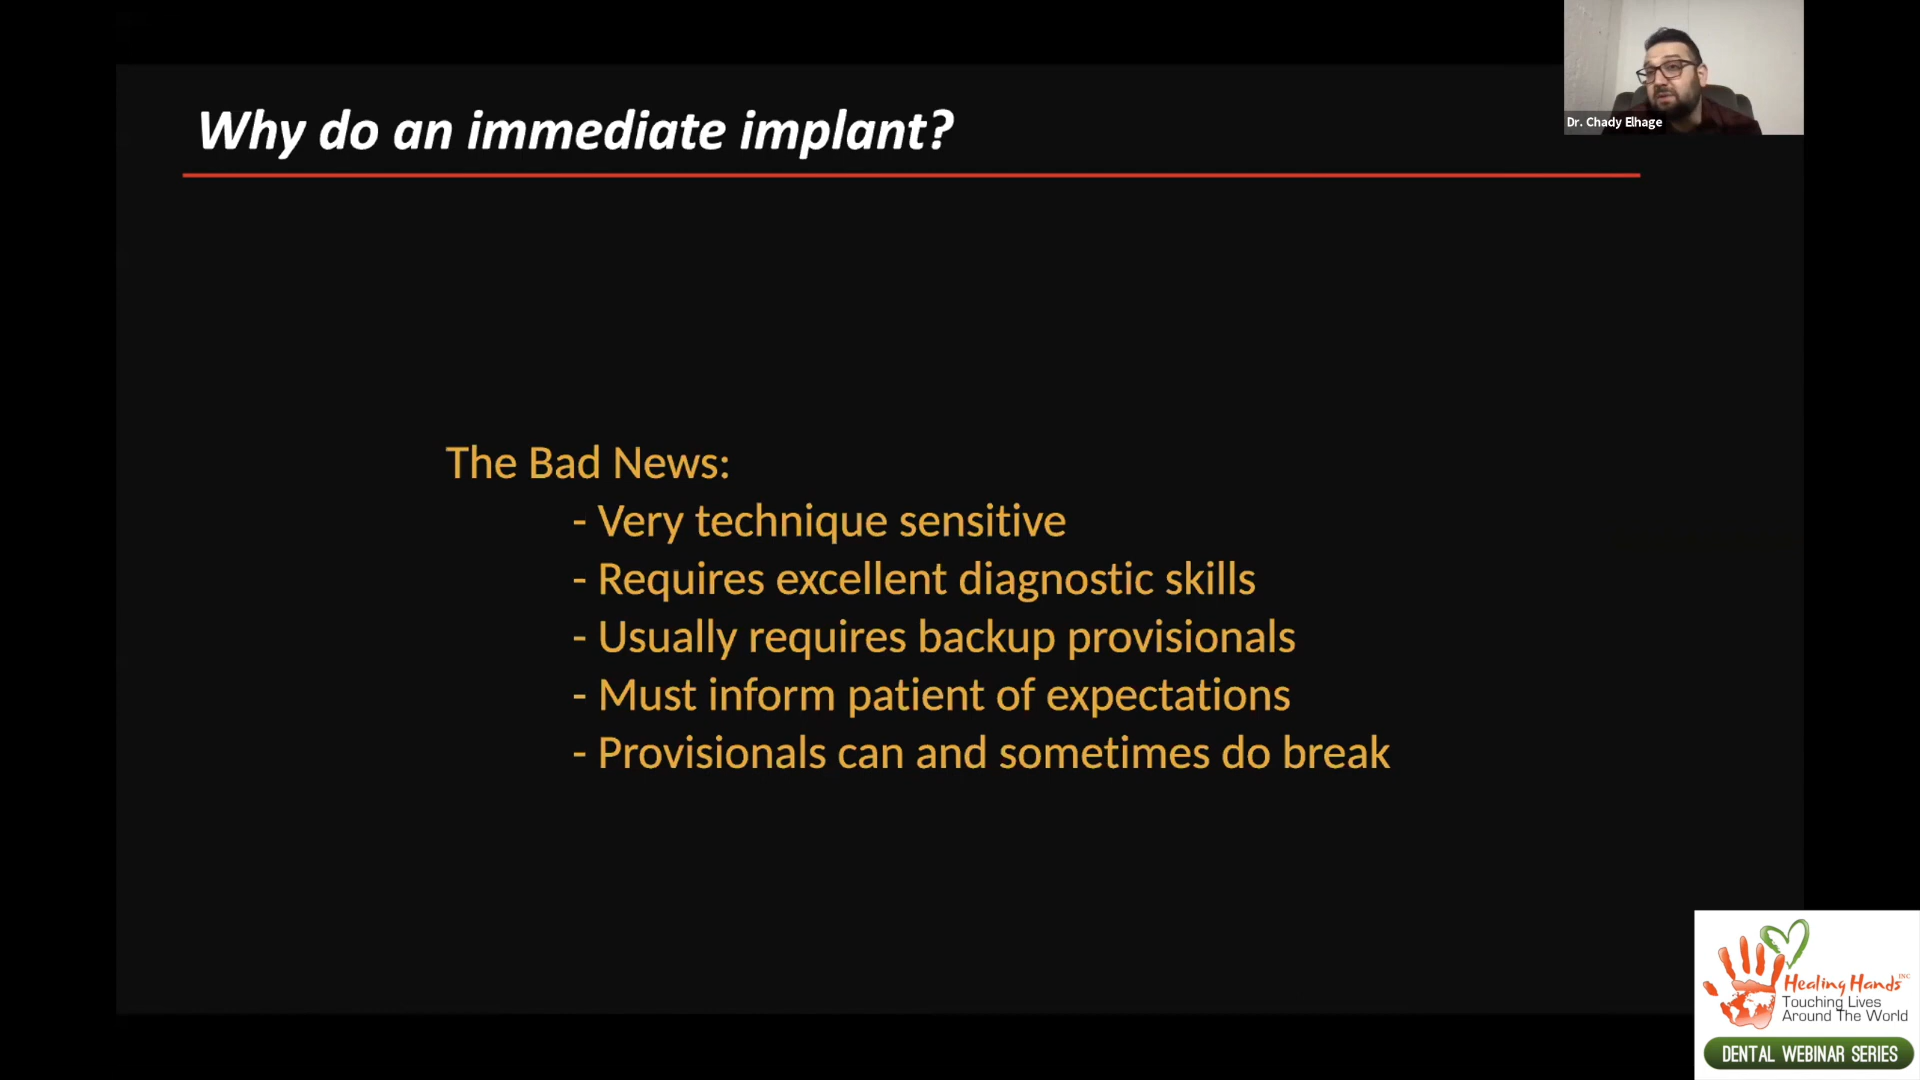 Why do an immediate implant?
Dr. Chady Elhage
The Bad News:
- Very technique sensitive
- Requires excellent diagnostic skills
- Usually requires backup provisionals
- Must inform patient of expectations
- Provisionals can and sometimes do break
Healing Hands INC
Touching Lives
Around The World
DENTAL WEBINAR SERIES